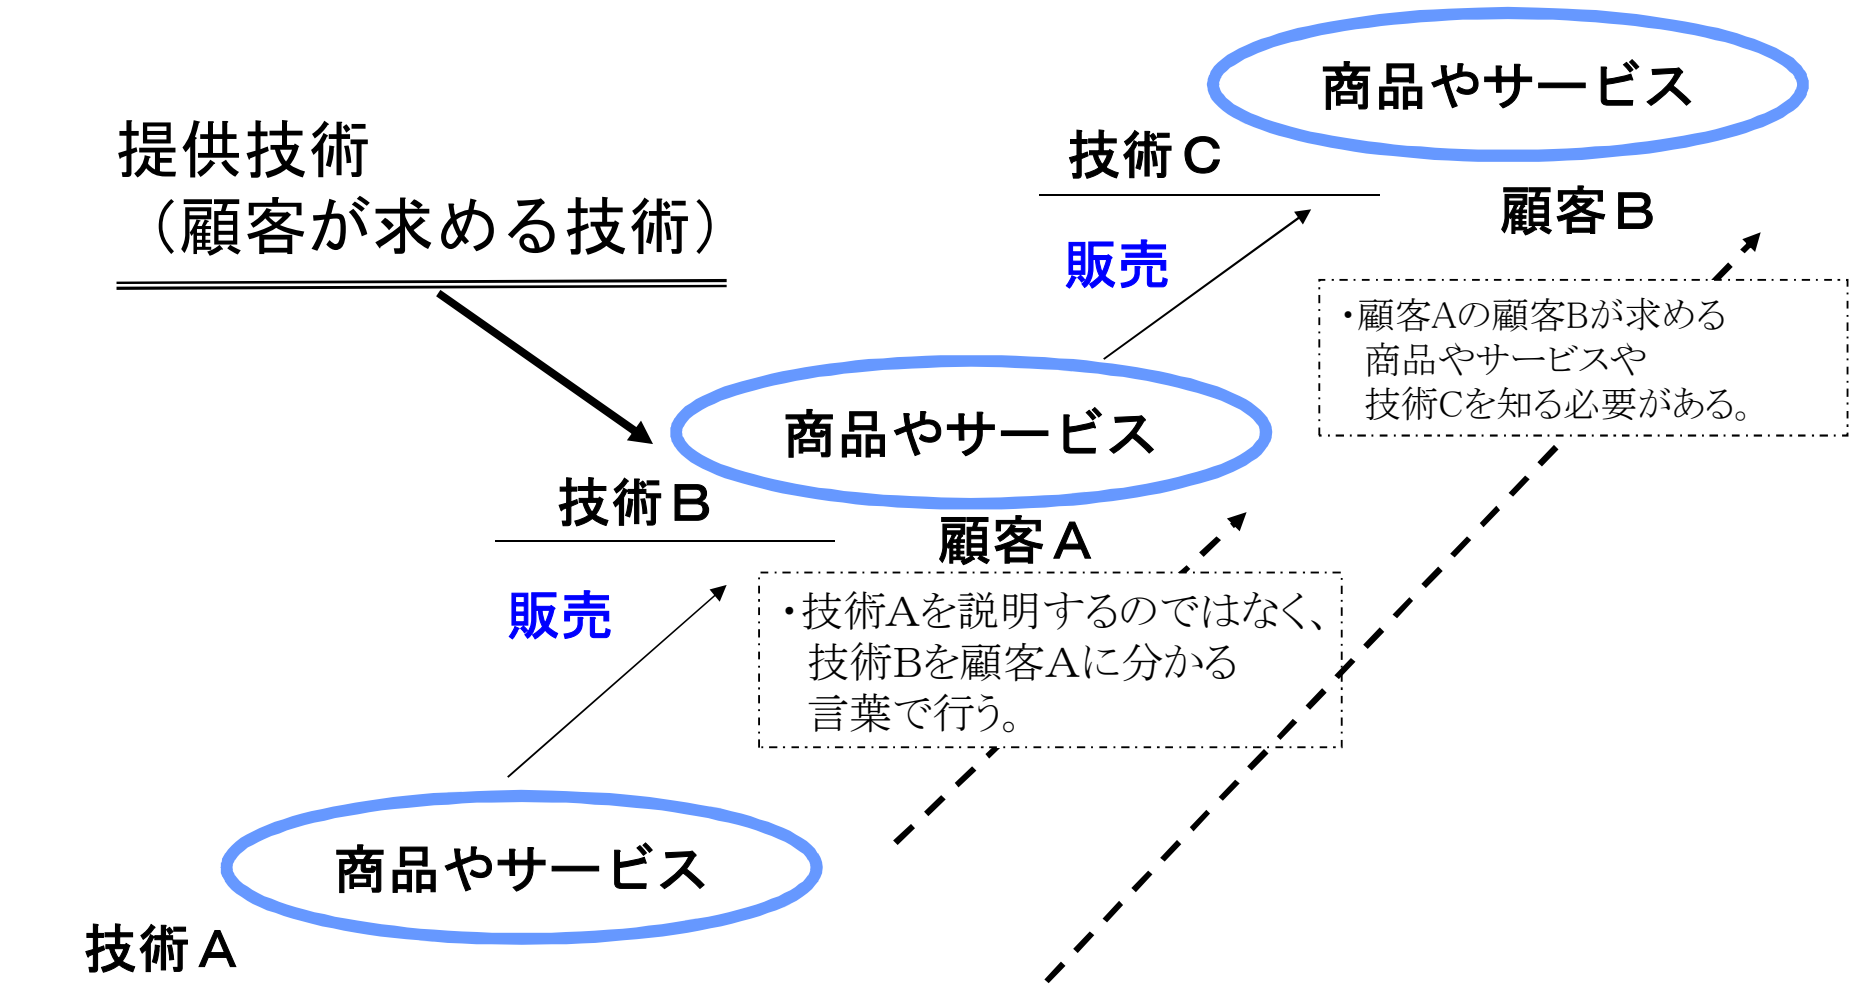 商品やサービス
技術C
顧客B
提供技術
（顧客が求める技術）
販売
・顧客Aの顧客Bが求める
商品やサービスや
技術Cを知る必要がある。
商品やサービス
技術B
顧客A
販売
・技術Aを説明するのではなく、
技術Bを顧客Aに分かる
言葉で行う。
商品やサービス
技術A